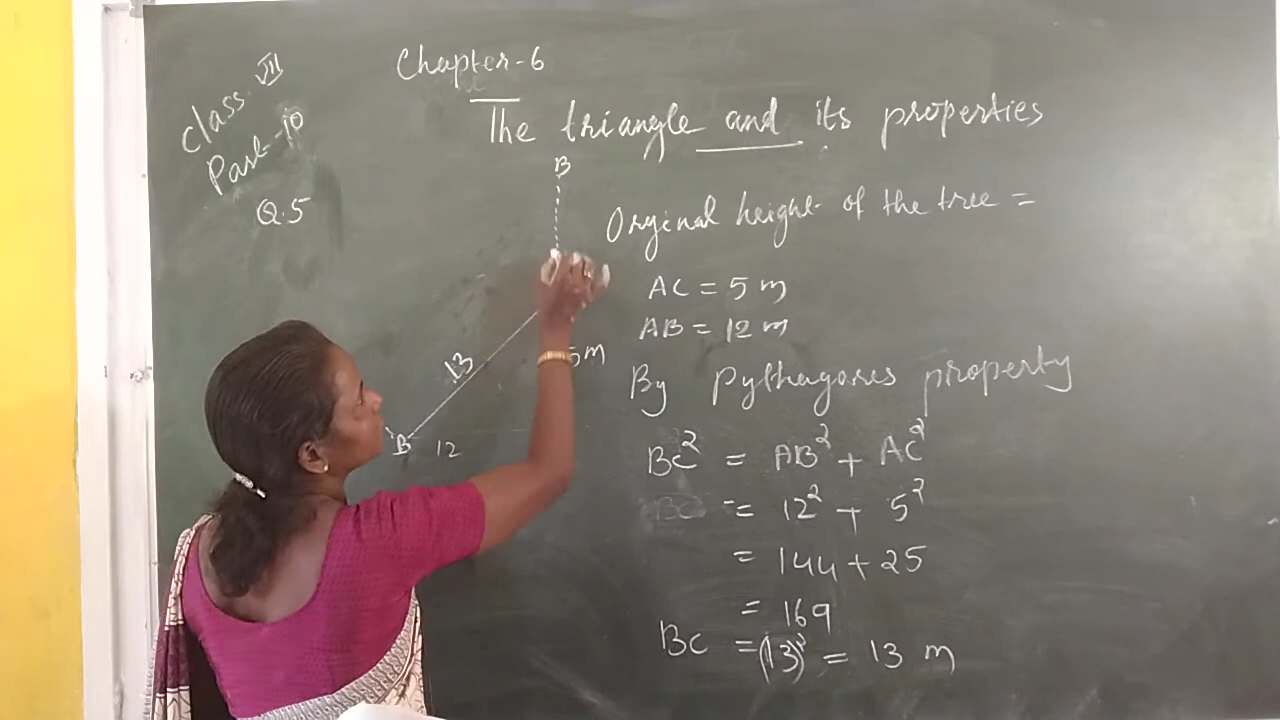 Class VII
Part-10
Q.5
Chapter-6
The triangle and its properties
B
13
5m
B 12
Orginal height of the tree =
AC = 5 m
AB = 12 m
By Pythagores property
BC² = AB² + AC²
BC = 12² + 5²
= 144 + 25
= 169
BC = (13)² = 13 m